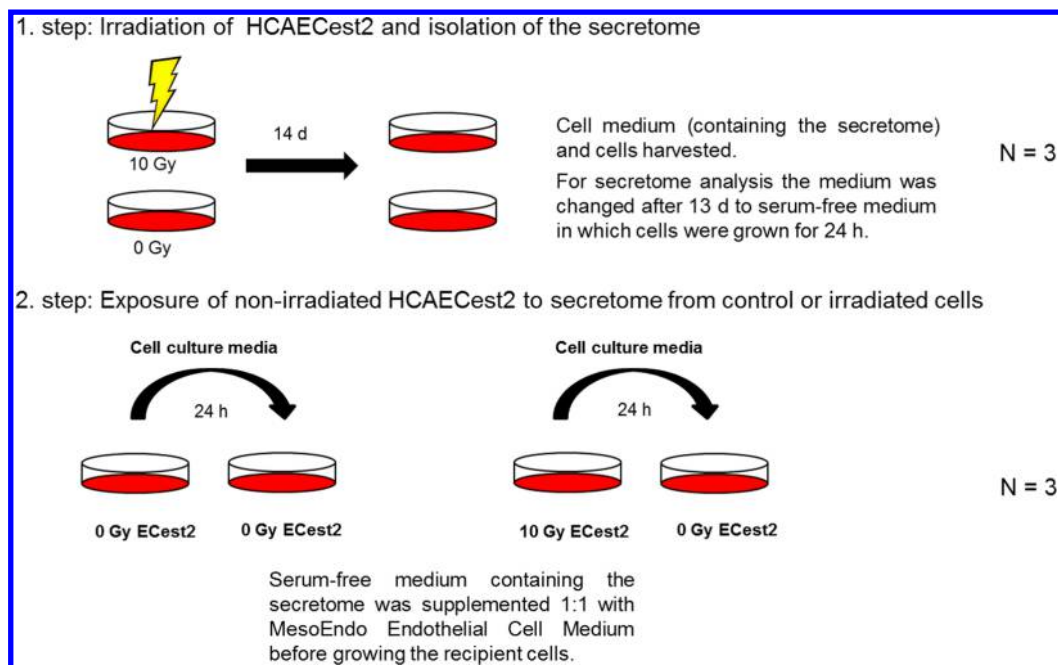 1. step: Irradiation of HCAECest2 and isolation of the secretome
10 Gy
14 d
0 Gy
Cell medium (containing the secretome)
and cells harvested.
For secretome analysis the medium was
changed after 13 d to serum-free medium
in which cells were grown for 24 h.
N = 3
2. step: Exposure of non-irradiated HCAECest2 to secretome from control or irradiated cells
Cell culture media
24 h
0 Gy ECest2
0 Gy ECest2
Cell culture media
24 h
10 Gy ECest2
0 Gy ECest2
N = 3
Serum-free medium containing the
secretome was supplemented 1:1 with
MesoEndo Endothelial Cell Medium
before growing the recipient cells.